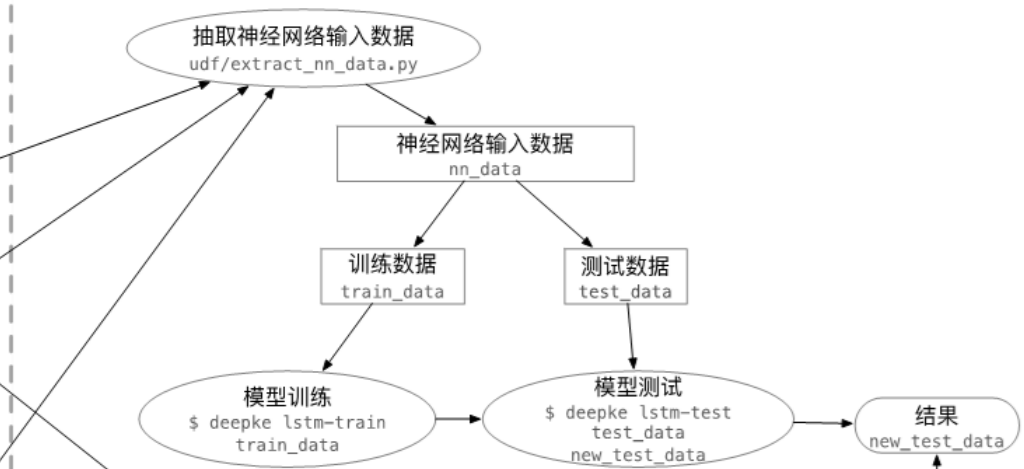 抽取神经网络输入数据
udf/extract_nn_data.py
神经网络输入数据
nn_data
训练数据
train_data
测试数据
test_data
模型训练
$ deepke lstm-train
train_data
模型测试
$ deepke lstm-test
test_data
new_test_data
结果
new_test_data